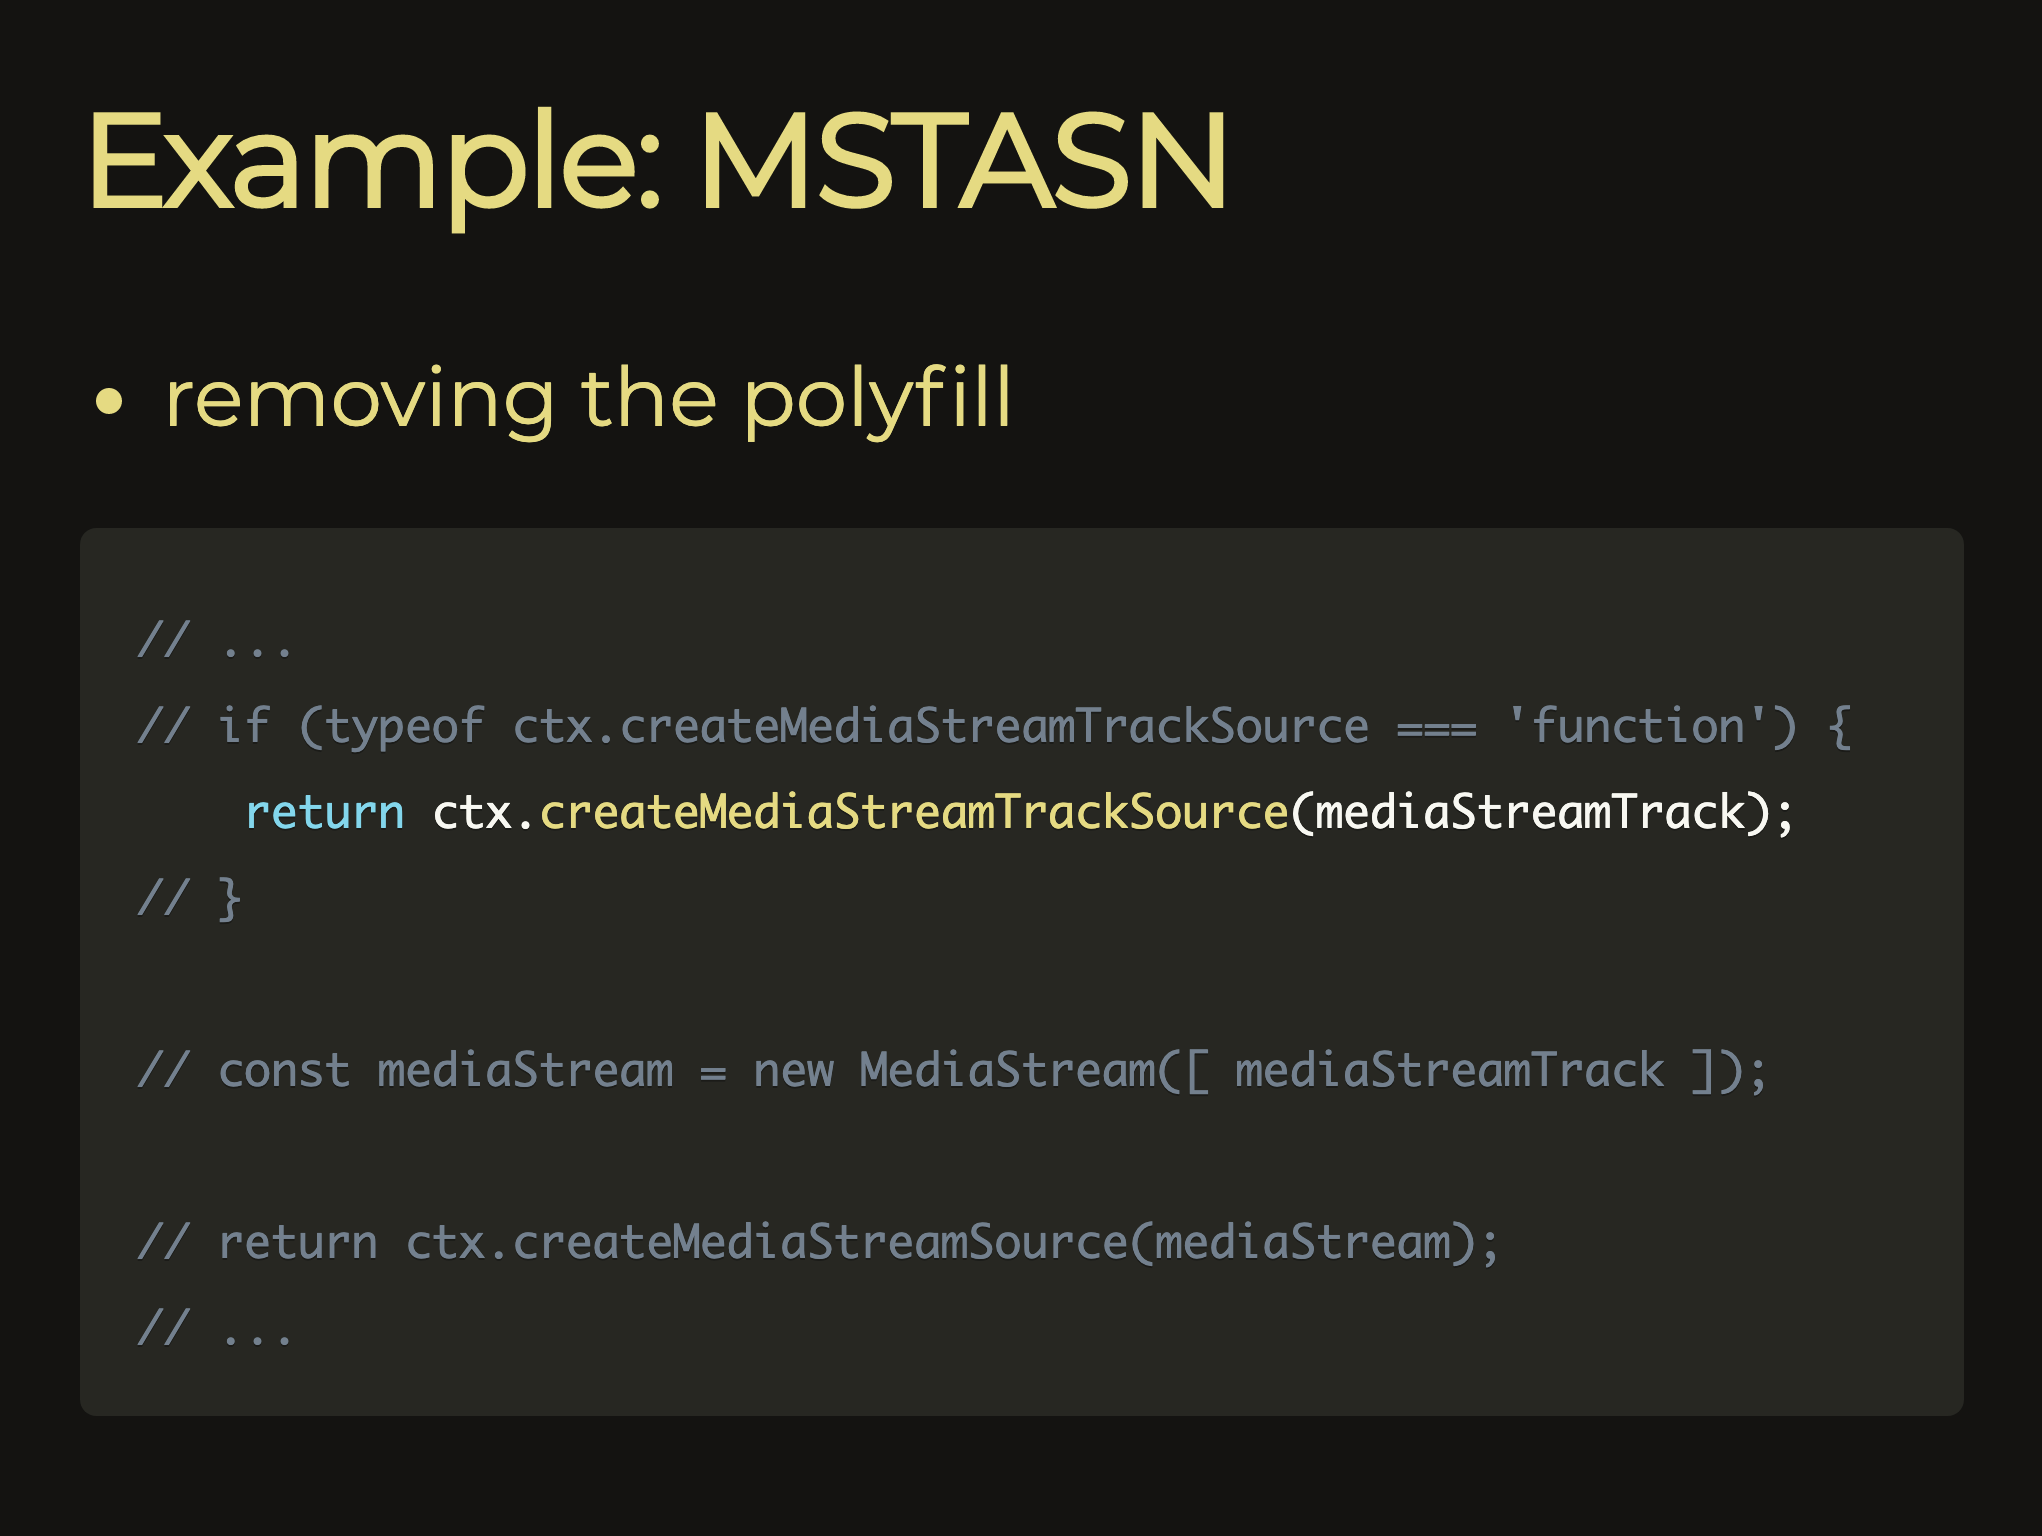 Example: MSTASN
• removing the polyfill
// ...
// if (typeof ctx.createMediaStreamTrackSource === 'function') {
return ctx.createMediaStreamTrackSource(mediaStreamTrack);
// }
// const mediaStream = new MediaStream([ mediaStreamTrack ]);
// return ctx.createMediaStreamSource(mediaStream);
// ...